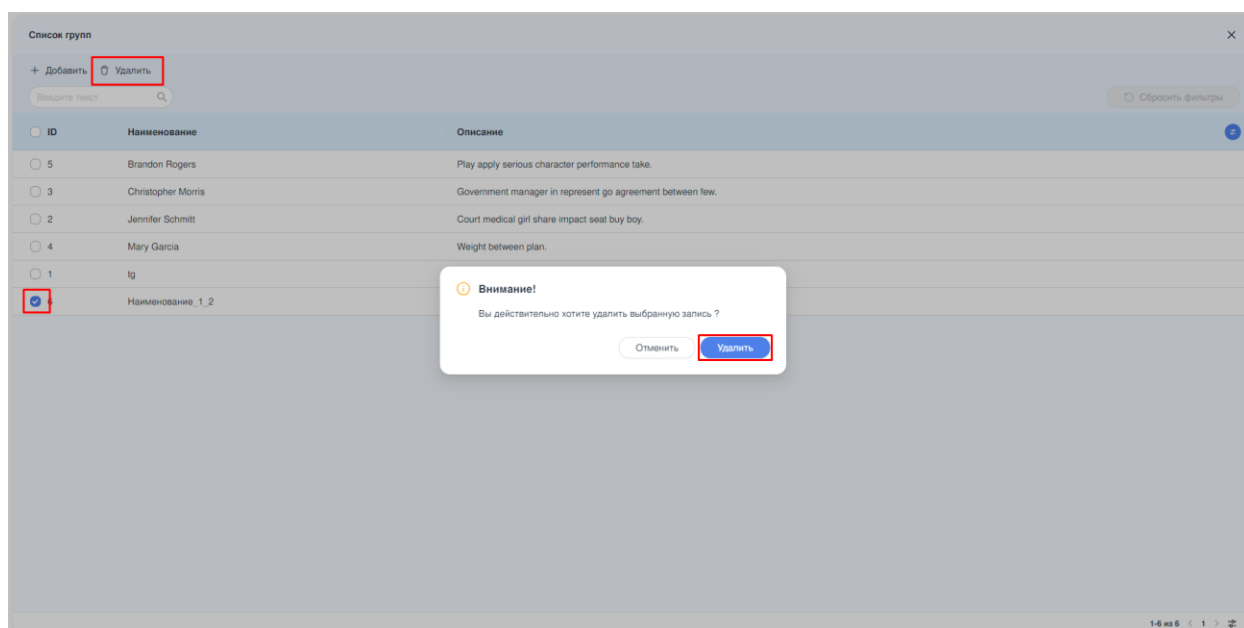 Список групп
+ Добавить Удалить
Введите текст Сбросить фильтры
ID Наименование Описание
5 Brandon Rogers Play apply serious character performance take.
3 Christopher Morris Government manager in represent go agreement between few.
2 Jennifer Schmitt Court medical girl share impact seat buy boy.
4 Mary Garcia Weight between plan.
1 tg
6 Наименование_1_2
Внимание!
Вы действительно хотите удалить выбранную запись ?
Отменить Удалить
1-6 из 6 < 1 >